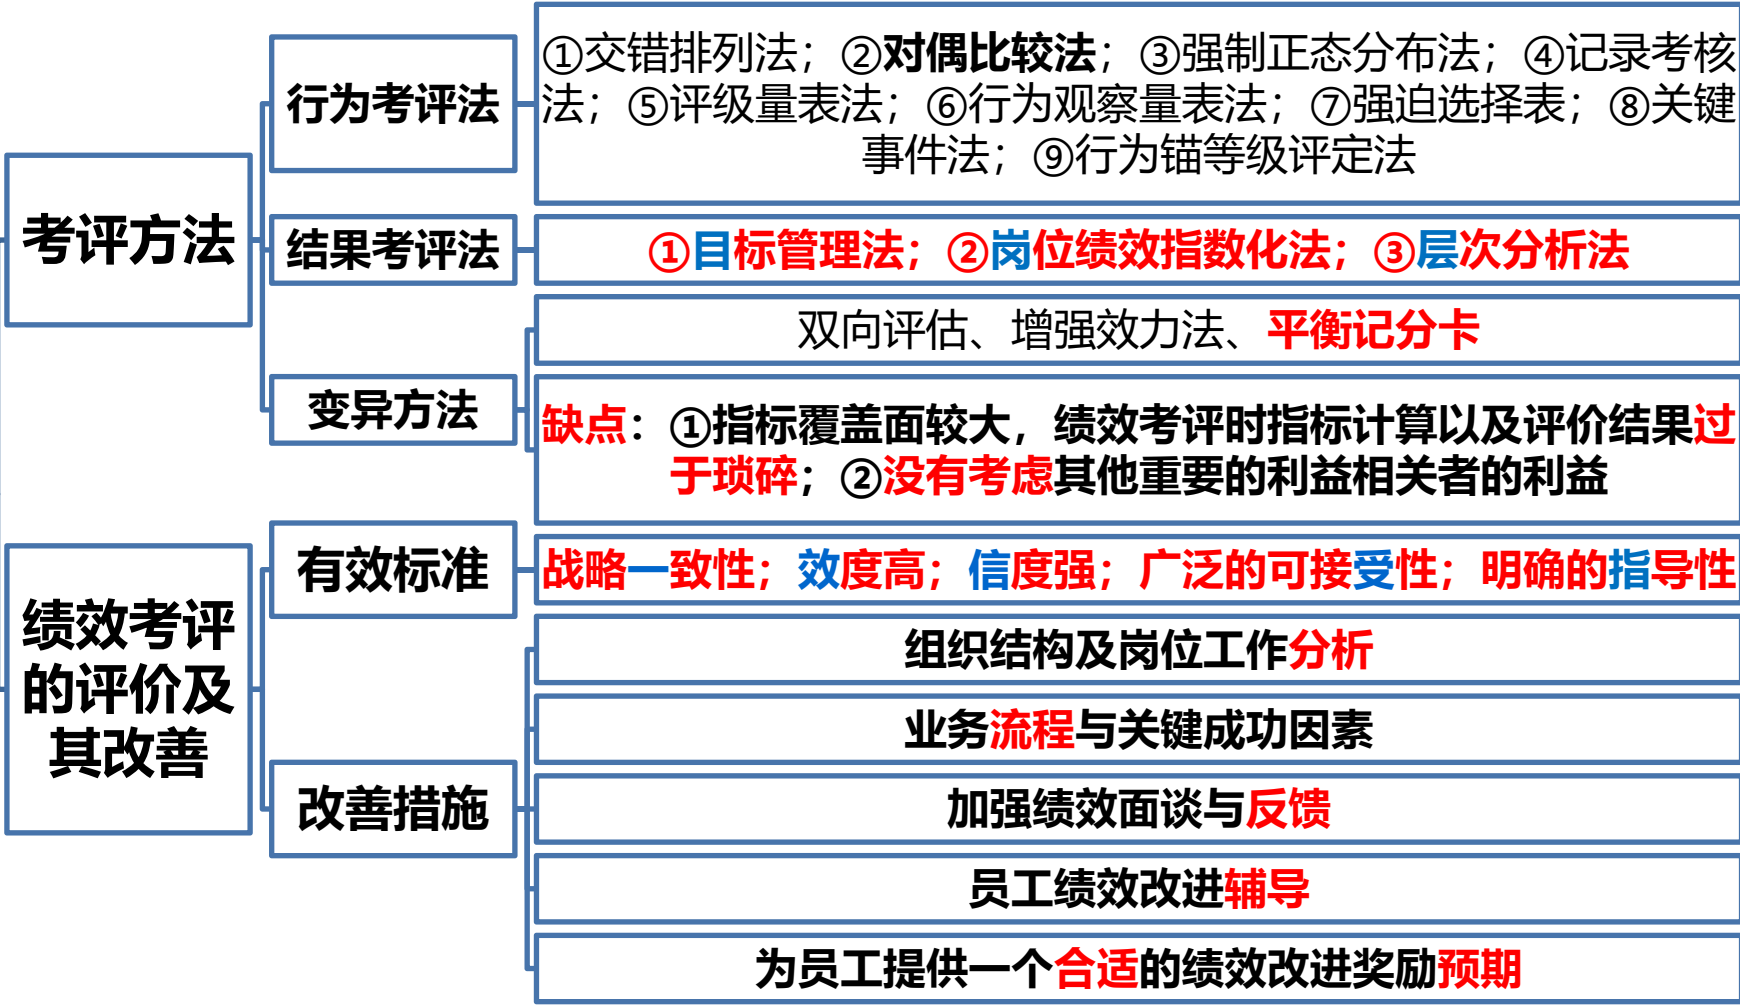 考评方法
行为考评法
①交错排列法；②对偶比较法；③强制正态分布法；④记录考核
法；⑤评级量表法；⑥行为观察量表法；⑦强迫选择表；⑧关键
事件法；⑨行为锚等级评定法
结果考评法
①目标管理法；②岗位绩效指数化法；③层次分析法
变异方法
双向评估、增强效力法、平衡记分卡
缺点：①指标覆盖面较大，绩效考评时指标计算以及评价结果过
于琐碎；②没有考虑其他重要的利益相关者的利益
绩效考评
的评价及
其改善
有效标准
战略一致性；效度高；信度强；广泛的可接受性；明确的指导性
改善措施
组织结构及岗位工作分析
业务流程与关键成功因素
加强绩效面谈与反馈
员工绩效改进辅导
为员工提供一个合适的绩效改进奖励预期